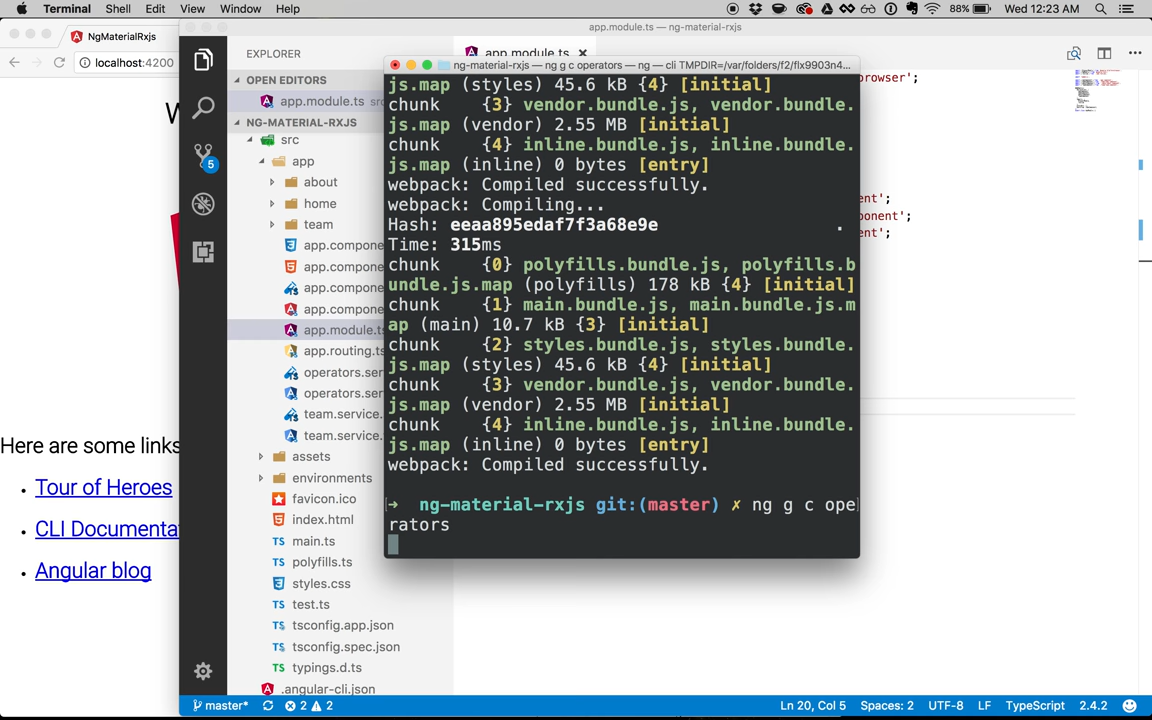 Terminal Shell Edit View Window Help 88% Wed 12:23 AM
NgMaterialRxjs
localhost:4200
app.module.ts — ng-material-rxjs
EXPLORER
app.module.ts
OPEN EDITORS
app.module.ts
NG-MATERIAL-RXJS
src
app
about
home
team
app.compone
app.compone
app.compone
app.compone
app.module.ts
app.routing.ts
operators.ser
operators.ser
team.service.
team.service.
assets
environments
favicon.ico
index.html
main.ts
polyfills.ts
styles.css
test.ts
tsconfig.app.json
tsconfig.spec.json
typings.d.ts
.angular-cli.json
5
W
Here are some links
Tour of Heroes
CLI Documenta
Angular blog
rowser';
ent';
ponent';
ent';
ng-material-rxjs — ng g c operators — ng — cli TMPDIR=/var/folders/f2/flx9903n4...
js.map (styles) 45.6 kB {4} [initial]
chunk {3} vendor.bundle.js, vendor.bundle.
js.map (vendor) 2.55 MB [initial]
chunk {4} inline.bundle.js, inline.bundle.
js.map (inline) 0 bytes [entry]
webpack: Compiled successfully.
webpack: Compiling...
Hash: eeaa895edaf7f3a68e9e .
Time: 315ms
chunk {0} polyfills.bundle.js, polyfills.b
undle.js.map (polyfills) 178 kB {4} [initial]
chunk {1} main.bundle.js, main.bundle.js.m
ap (main) 10.7 kB {3} [initial]
chunk {2} styles.bundle.js, styles.bundle.
js.map (styles) 45.6 kB {4} [initial]
chunk {3} vendor.bundle.js, vendor.bundle.
js.map (vendor) 2.55 MB [initial]
chunk {4} inline.bundle.js, inline.bundle.
js.map (inline) 0 bytes [entry]
webpack: Compiled successfully.
➜ ng-material-rxjs git:(master) ✗ ng g c ope
rators
master* 2 2 Ln 20, Col 5 Spaces: 2 UTF-8 LF TypeScript 2.4.2